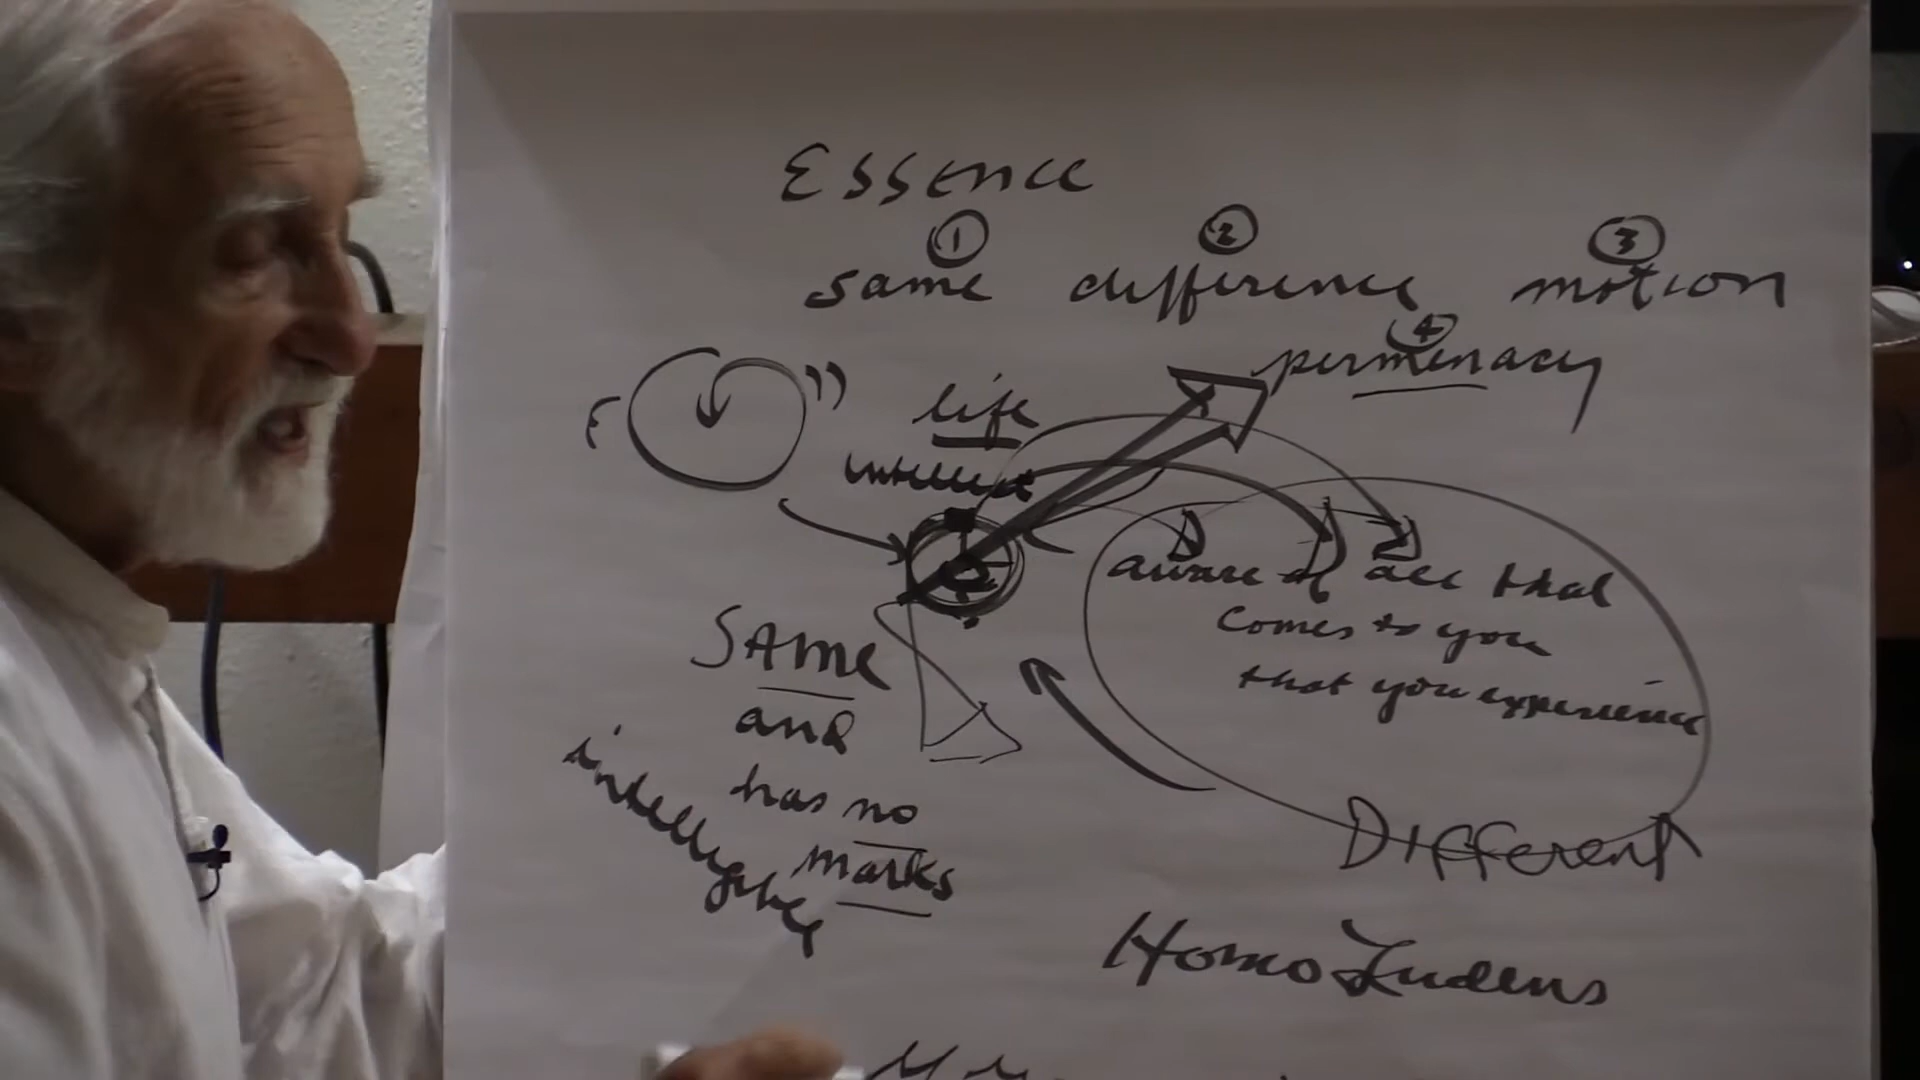 Essence
① ② ③
same difference motion
④
permenacy
life
intellect
aware of all that
comes to you
that you experience
SAME
and
has no
marks
intelligible
Different
Homo Ludens